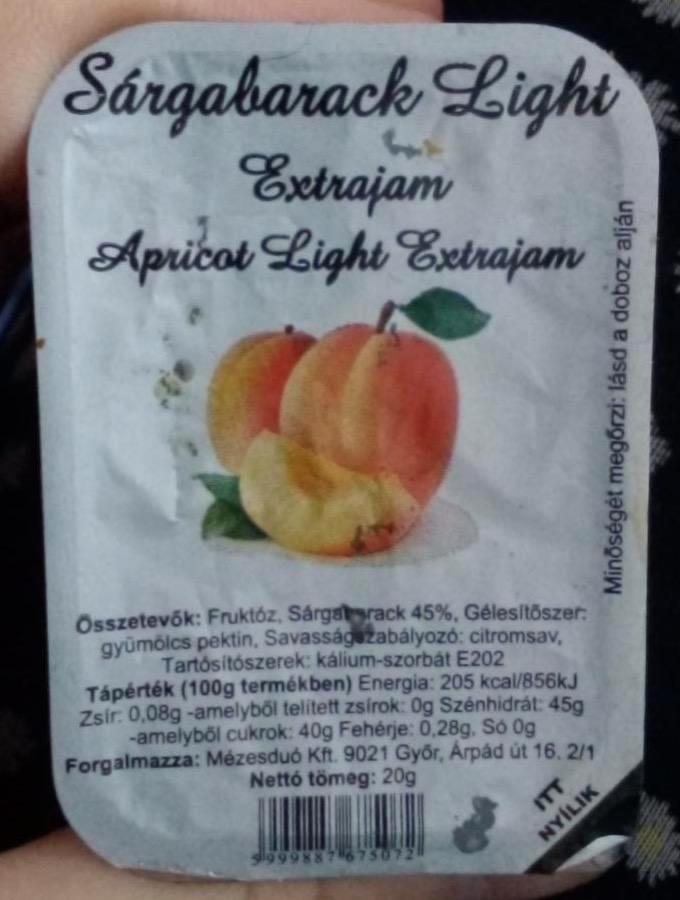 Sárgabarack Light
Extrajam
Apricot Light Extrajam
Minőségét megőrzi: lásd a doboz alján
Összetevők: Fruktóz, Sárgabarack 45%, Gélesítőszer:
gyümölcs pektin, Savasságszabályozó: citromsav,
Tartósítószerek: kálium-szorbát E202
Tápérték (100g termékben) Energia: 205 kcal/856kJ
Zsír: 0,08g -amelyből telített zsírok: 0g Szénhidrát: 45g
-amelyből cukrok: 40g Fehérje: 0,28g, Só 0g
Forgalmazza: Mézesduó Kft. 9021 Győr, Árpád út 16. 2/1
Nettó tömeg: 20g
ITT
NYÍLIK
5 999887 675072